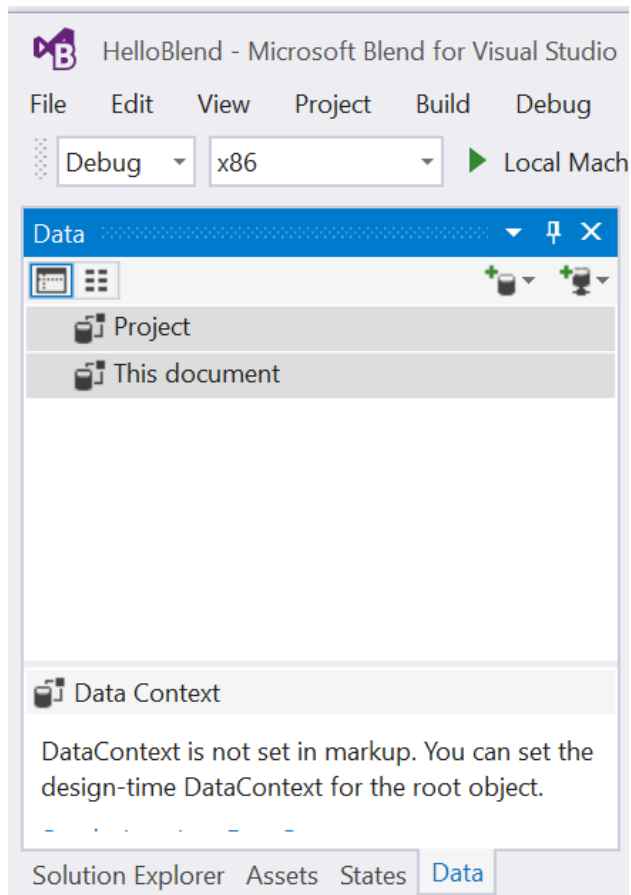 HelloBlend - Microsoft Blend for Visual Studio
File Edit View Project Build Debug
Debug x86 Local Mach
Data
Project
This document
Data Context
DataContext is not set in markup. You can set the
design-time DataContext for the root object.
Solution Explorer Assets States Data